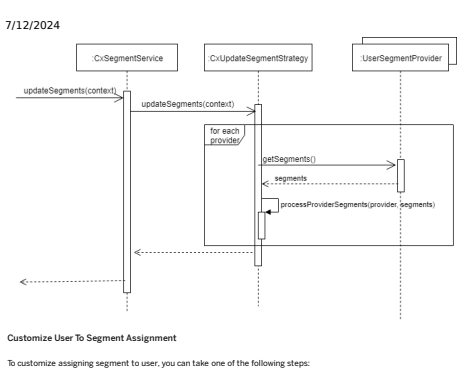 7/12/2024
:CxSegmentService
:CxUpdateSegmentStrategy
:UserSegmentProvider
updateSegments(context)
updateSegments(context)
for each
provider
getSegments()
segments
processProviderSegments(provider, segments)
Customize User To Segment Assignment
To customize assigning segment to user, you can take one of the following steps: